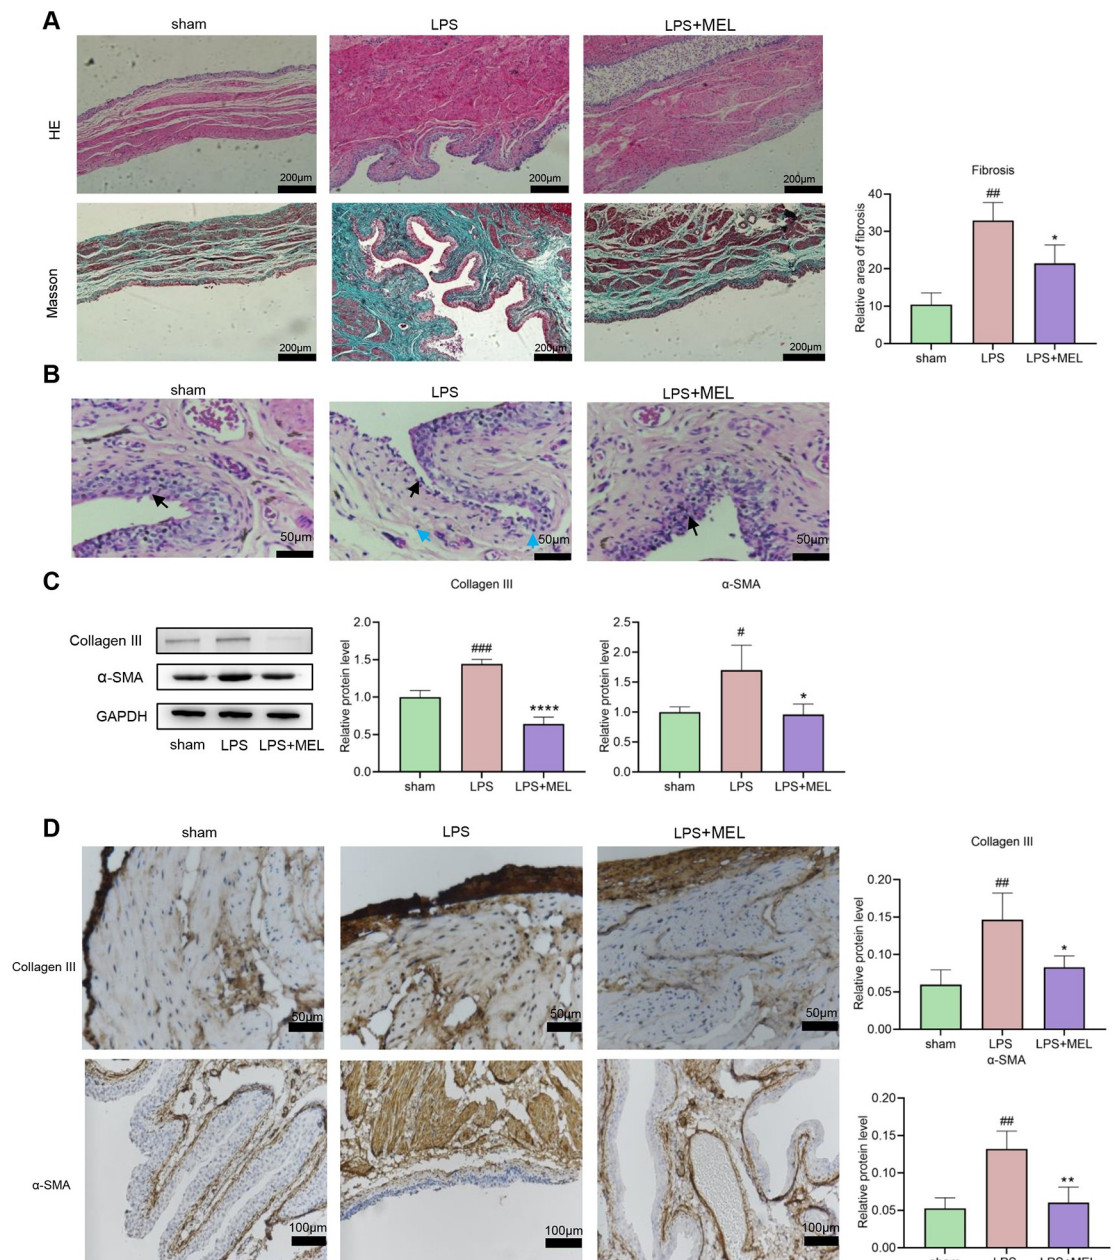 A
sham LPS LPS+MEL
HE
200µm 200µm 200µm
Masson
200µm 200µm 200µm
Fibrosis
Relative area of fibrosis
40
30
20
10
0
##
*
sham LPS LPS+MEL
B
sham LPS LPS+MEL
50µm 50µm 50µm
C
Collagen III
α-SMA
GAPDH
sham LPS LPS+MEL
Collagen III
Relative protein level
2.0
1.5
1.0
0.5
0.0
###
****
sham LPS LPS+MEL
α-SMA
Relative protein level
2.5
2.0
1.5
1.0
0.5
0.0
#
*
sham LPS LPS+MEL
D
sham LPS LPS+MEL
Collagen III
50µm 50µm 50µm
α-SMA
100µm 100µm 100µm
Collagen III
Relative protein level
0.20
0.15
0.10
0.05
0.00
##
*
sham LPS LPS+MEL
α-SMA
Relative protein level
0.20
0.15
0.10
0.05
0.00
##
**
sham LPS LPS+MEL